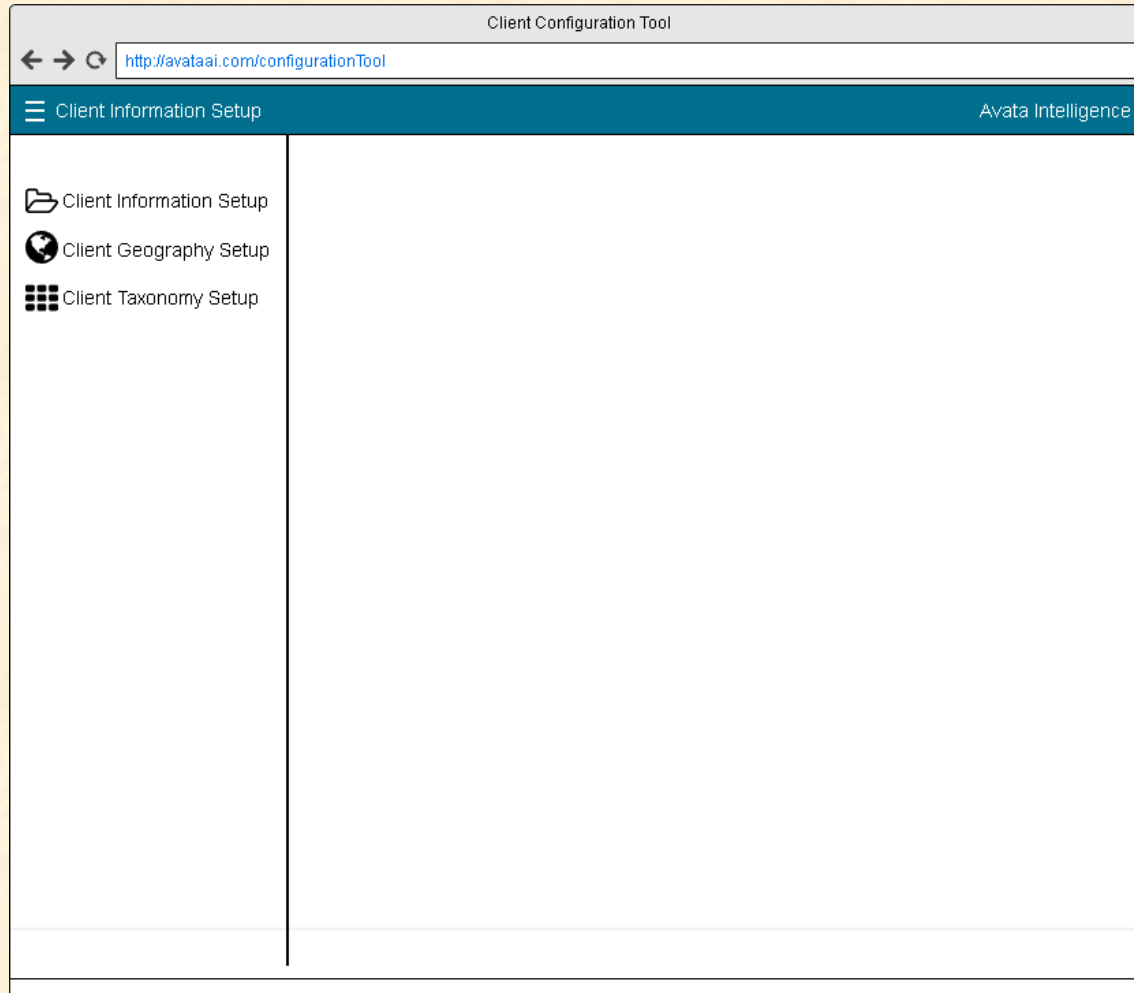 Client Configuration Tool
http://avataai.com/configurationTool
Client Information Setup
Avata Intelligence
Client Information Setup
Client Geography Setup
Client Taxonomy Setup